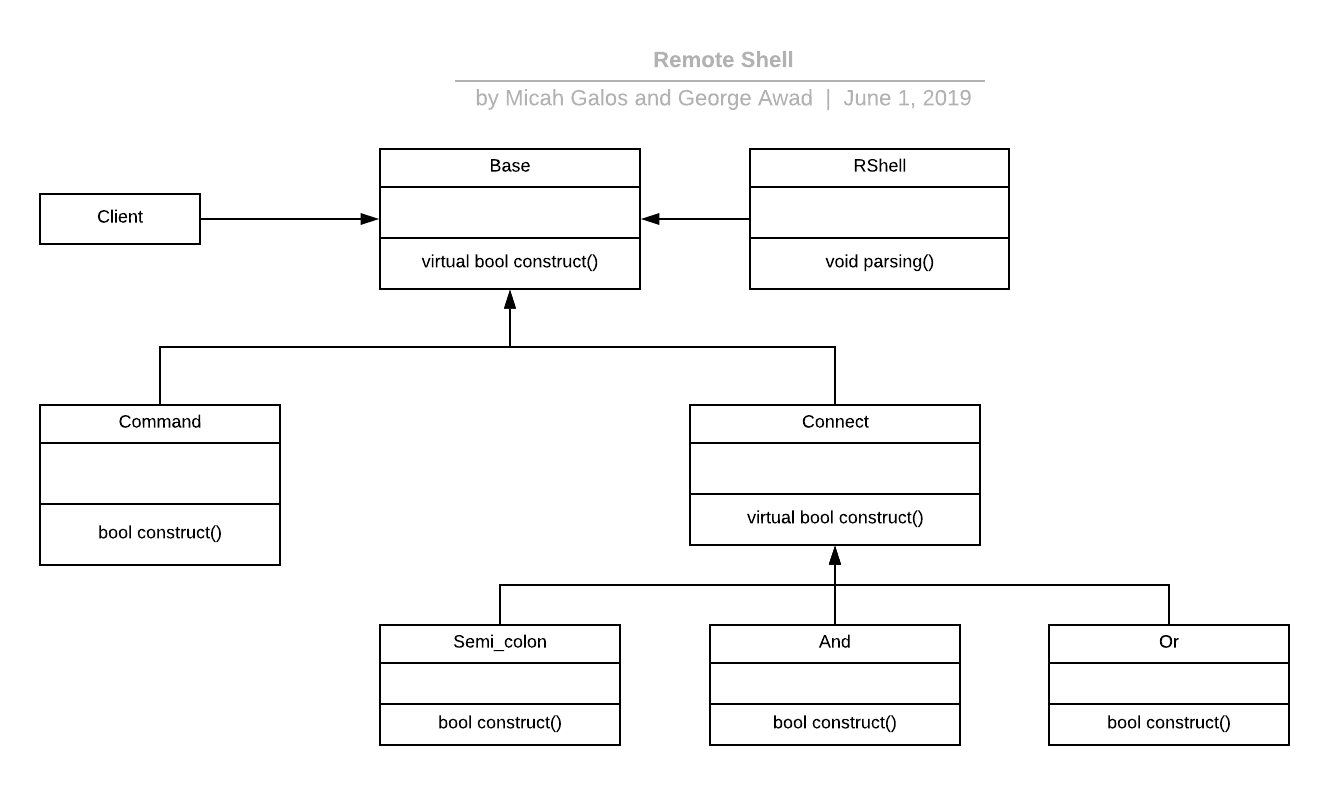 Remote Shell
by Micah Galos and George Awad | June 1, 2019
Base
RShell
Client
virtual bool construct()
void parsing()
Command
Connect
bool construct()
virtual bool construct()
Semi_colon
And
Or
bool construct()
bool construct()
bool construct()